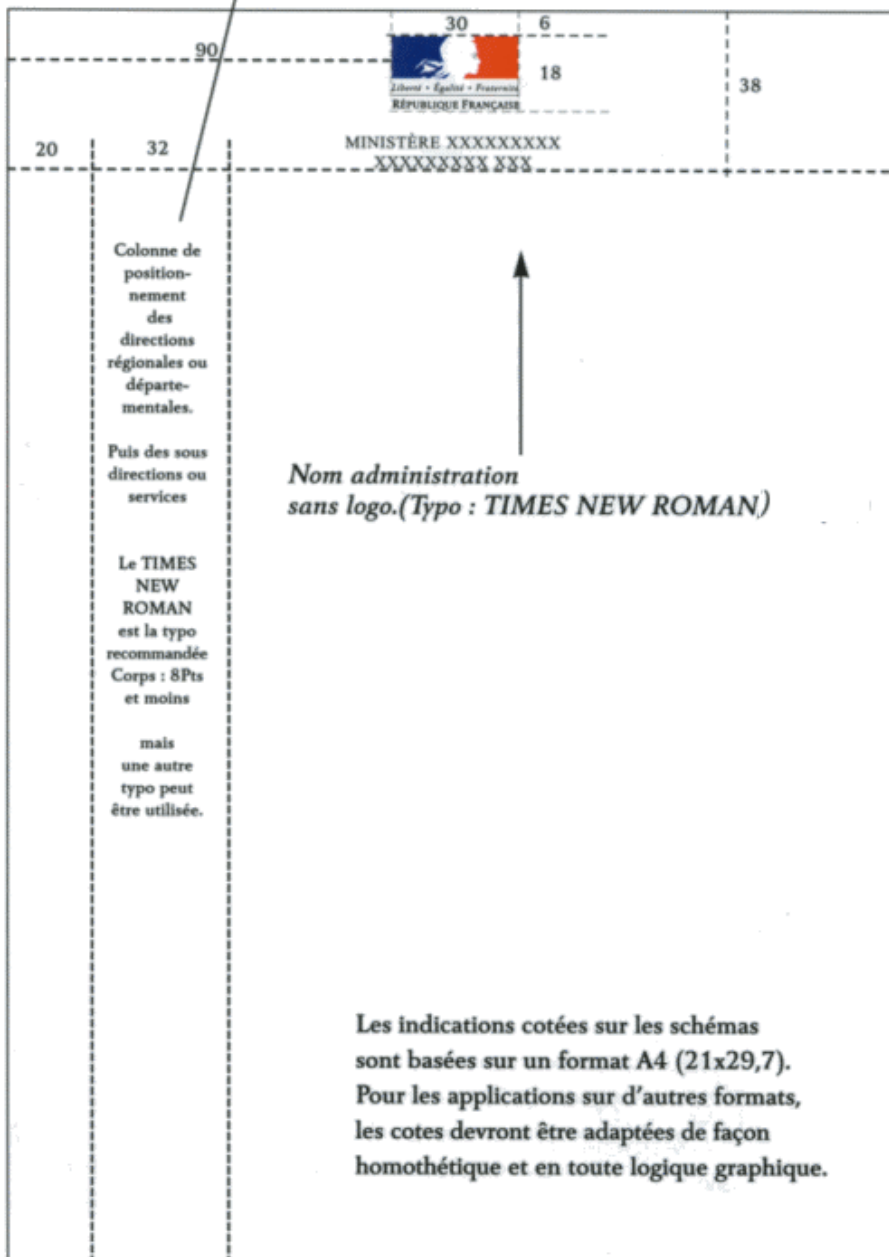 30 6
90
18
38
Liberté • Égalité • Fraternité
RÉPUBLIQUE FRANÇAISE
20 32
MINISTÈRE XXXXXXXXX
XXXXXXXXX XXX
Colonne de
position-
nement
des
directions
régionales ou
départe-
mentales.
Puis des sous
directions ou
services
Le TIMES
NEW
ROMAN
est la typo
recommandée
Corps : 8Pts
et moins
mais
une autre
typo peut
être utilisée.
Nom administration
sans logo.(Typo : TIMES NEW ROMAN)
Les indications cotées sur les schémas
sont basées sur un format A4 (21x29,7).
Pour les applications sur d'autres formats,
les cotes devront être adaptées de façon
homothétique et en toute logique graphique.